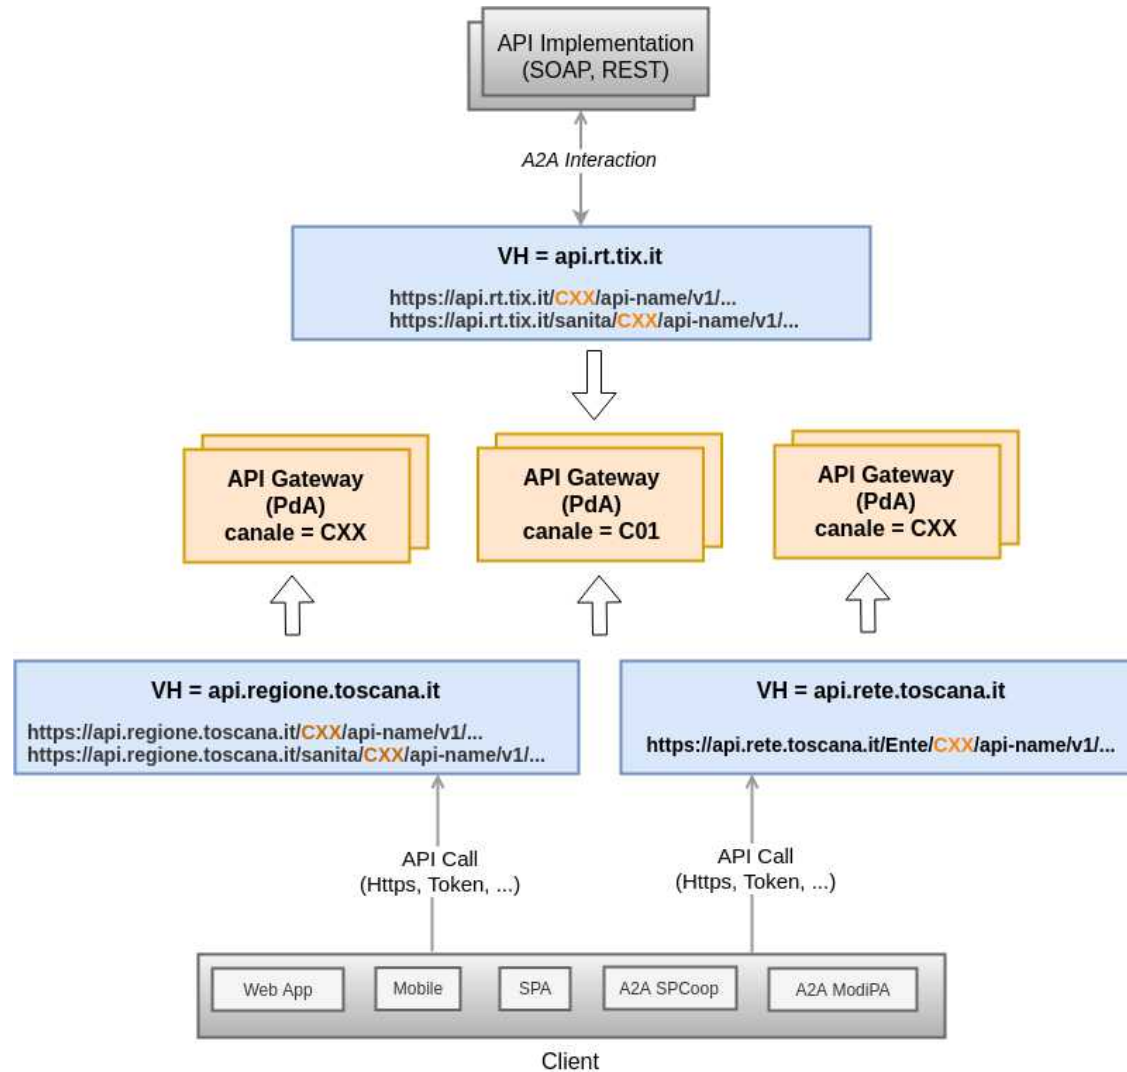 API Implementation
(SOAP, REST)
A2A Interaction
VH = api.rt.tix.it
https://api.rt.tix.it/CXX/api-name/v1/...
https://api.rt.tix.it/sanita/CXX/api-name/v1/...
API Gateway
(PdA)
canale = CXX
API Gateway
(PdA)
canale = C01
API Gateway
(PdA)
canale = CXX
VH = api.regione.toscana.it
https://api.regione.toscana.it/CXX/api-name/v1/...
https://api.regione.toscana.it/sanita/CXX/api-name/v1/...
VH = api.rete.toscana.it
https://api.rete.toscana.it/Ente/CXX/api-name/v1/...
API Call
(Https, Token, ...)
API Call
(Https, Token, ...)
Web App
Mobile
SPA
A2A SPCoop
A2A ModiPA
Client